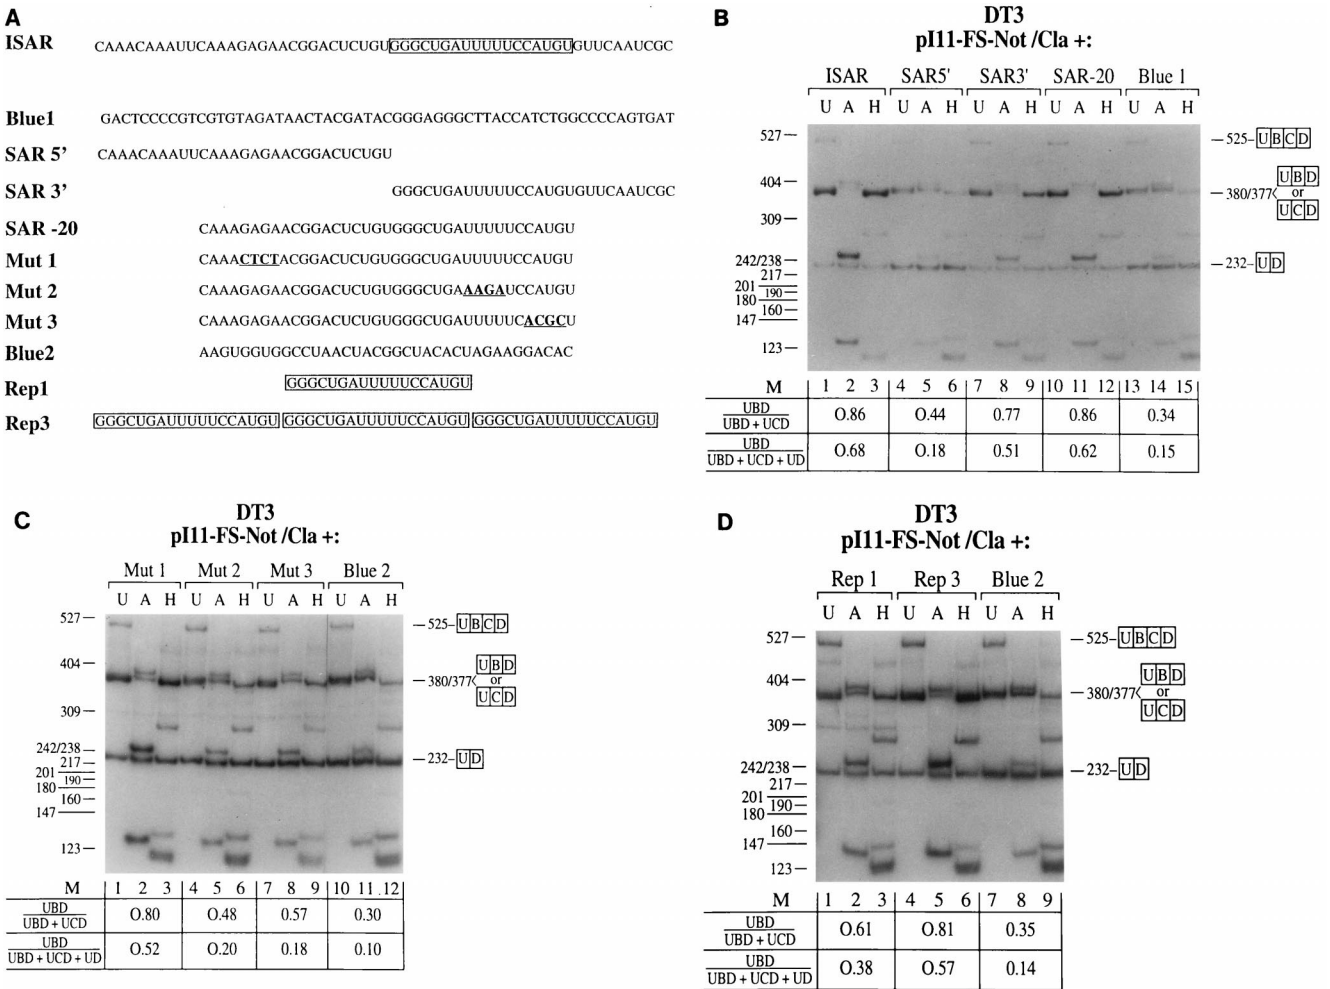 A
ISAR CAAACAAAUUCAAAGAGAACGGACUCUGUGGGCUGAUUUUUCCAUGUGUUCAAUCGC
Blue1 GACTCCCCGTCGTGTAGATAACTACGATACGGGAGGGCTTACCATCTGGCCCCAGTGAT
SAR 5' CAAACAAAUUCAAAGAGAACGGACUCUGU
SAR 3' GGGCUGAUUUUUCCAUGUGUUCAAUCGC
SAR -20 CAAAGAGAACGGACUCUGUGGGCUGAUUUUUCCAUGU
Mut 1 CAAACTCTACGGACUCUGUGGGCUGAUUUUUCCAUGU
Mut 2 CAAAGAGAACGGACUCUGUGGGCUGAAAGAUCCAUGU
Mut 3 CAAAGAGAACGGACUCUGUGGGCUGAUUUUUCACGCU
Blue2 AAGUGGUGGCCUAACUACGGCUACACUAGAAGGACAC
Rep1 GGGCUGAUUUUUCCAUGU
Rep3 GGGCUGAUUUUUCCAUGU GGGCUGAUUUUUCCAUGU GGGCUGAUUUUUCCAUGU
B
DT3
pI11-FS-Not /Cla +:
ISAR SAR5' SAR3' SAR-20 Blue 1
U A H U A H U A H U A H U A H
527
404
309
242/238
217
201
190
180
160
147
123
525 UBCD
380/377 UBD or UCD
232 UD
M 1 2 3 4 5 6 7 8 9 10 11 12 13 14 15
UBD / UBD + UCD 0.86 0.44 0.77 0.86 0.34
UBD / UBD + UCD + UD 0.68 0.18 0.51 0.62 0.15
C
DT3
pI11-FS-Not /Cla +:
Mut 1 Mut 2 Mut 3 Blue 2
U A H U A H U A H U A H
527
404
309
242/238
217
201
190
180
160
147
123
525 UBCD
380/377 UBD or UCD
232 UD
M 1 2 3 4 5 6 7 8 9 10 11 12
UBD / UBD + UCD 0.80 0.48 0.57 0.30
UBD / UBD + UCD + UD 0.52 0.20 0.18 0.10
D
DT3
pI11-FS-Not /Cla +:
Rep 1 Rep 3 Blue 2
U A H U A H U A H
527
404
309
242/238
217
201
190
180
160
147
123
525 UBCD
380/377 UBD or UCD
232 UD
M 1 2 3 4 5 6 7 8 9
UBD / UBD + UCD 0.61 0.81 0.35
UBD / UBD + UCD + UD 0.38 0.57 0.14